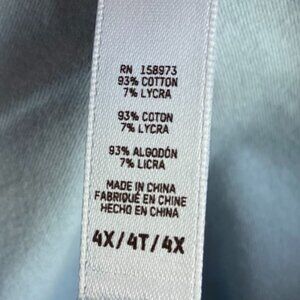 RN 158973
93% COTTON
7% LYCRA
93% COTON
7% LYCRA
93% ALGODÓN
7% LICRA
MADE IN CHINA
FABRIQUÉ EN CHINE
HECHO EN CHINA
4X/4T/4X